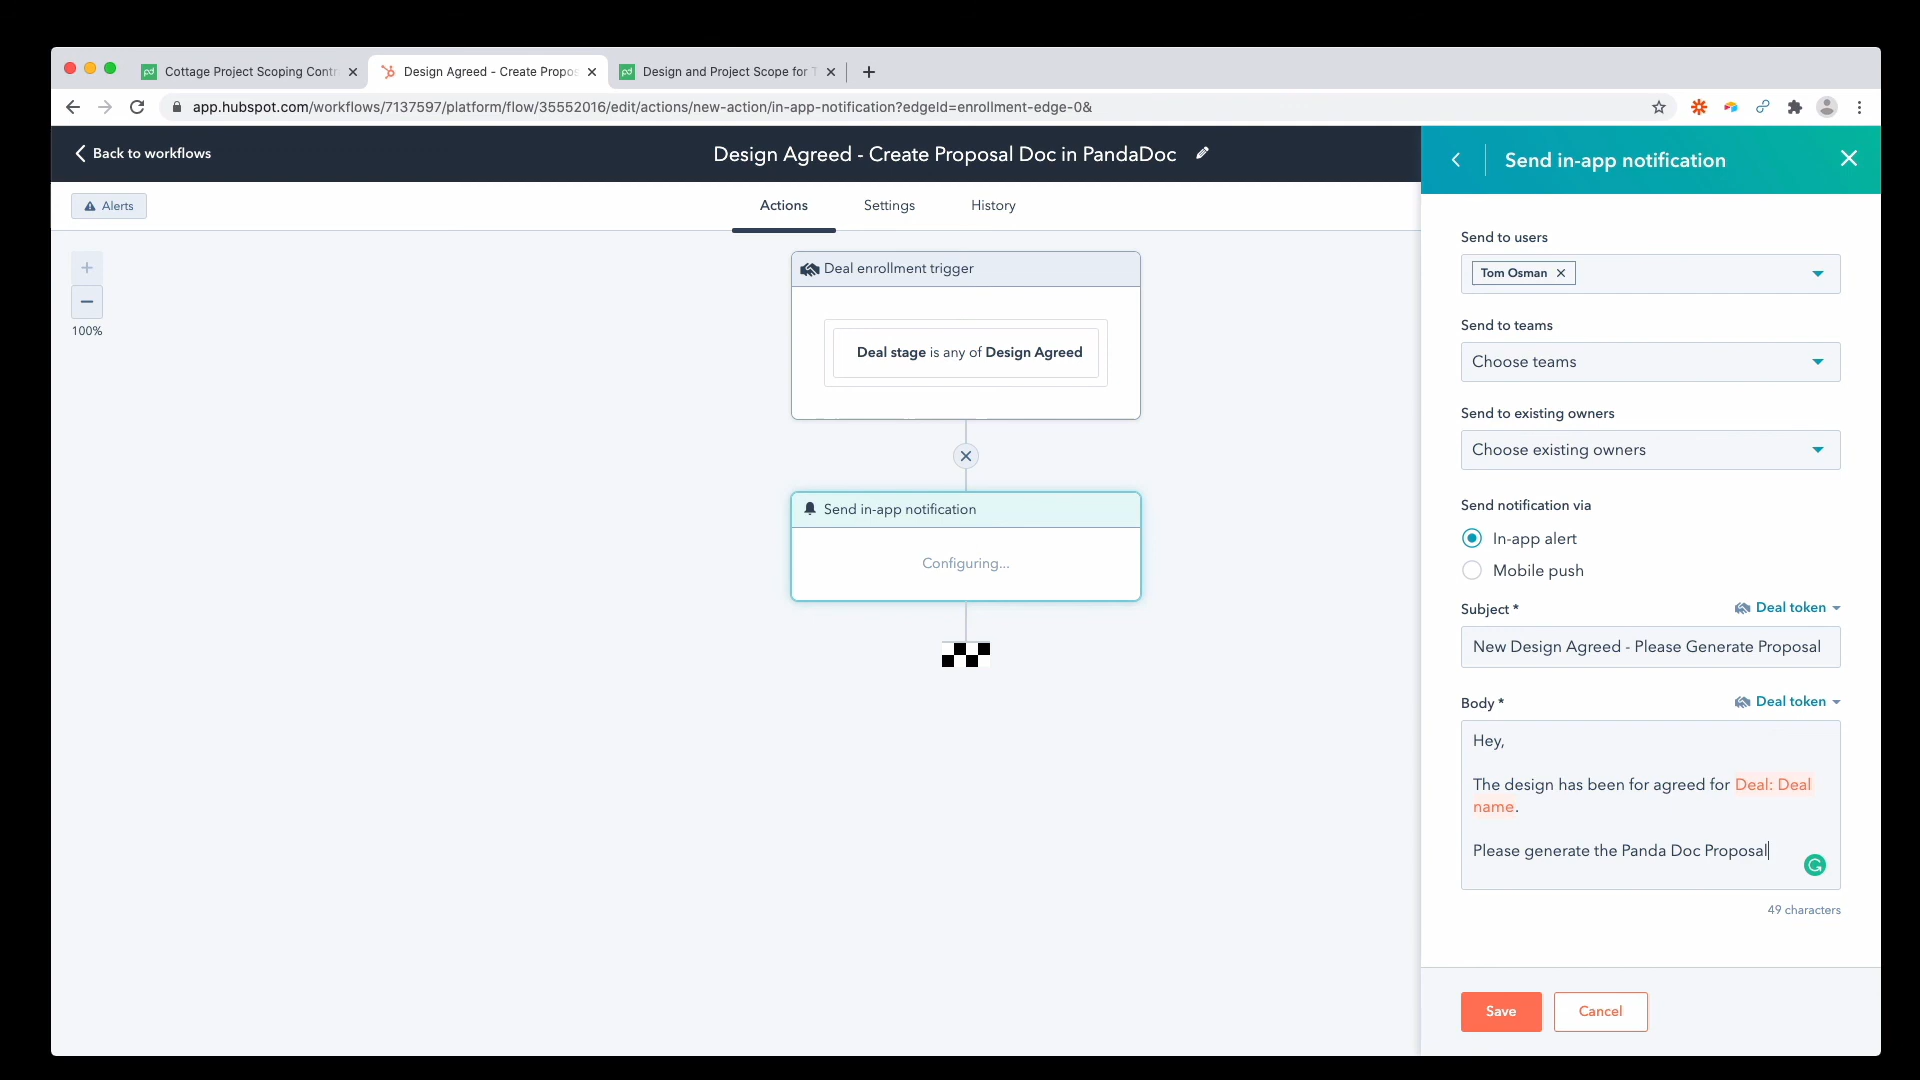 Cottage Project Scoping Contr
Design Agreed - Create Propos
Design and Project Scope for T
app.hubspot.com/workflows/7137597/platform/flow/35552016/edit/actions/new-action/in-app-notification?edgeId=enrollment-edge-0&
Back to workflows
Design Agreed - Create Proposal Doc in PandaDoc
Send in-app notification
Alerts
Actions
Settings
History
100%
Deal enrollment trigger
Deal stage is any of Design Agreed
Send in-app notification
Configuring...
Send to users
Tom Osman
Send to teams
Choose teams
Send to existing owners
Choose existing owners
Send notification via
In-app alert
Mobile push
Subject *
Deal token
New Design Agreed - Please Generate Proposal
Body *
Deal token
Hey,
The design has been for agreed for Deal: Deal
name.
Please generate the Panda Doc Proposal
49 characters
Save
Cancel